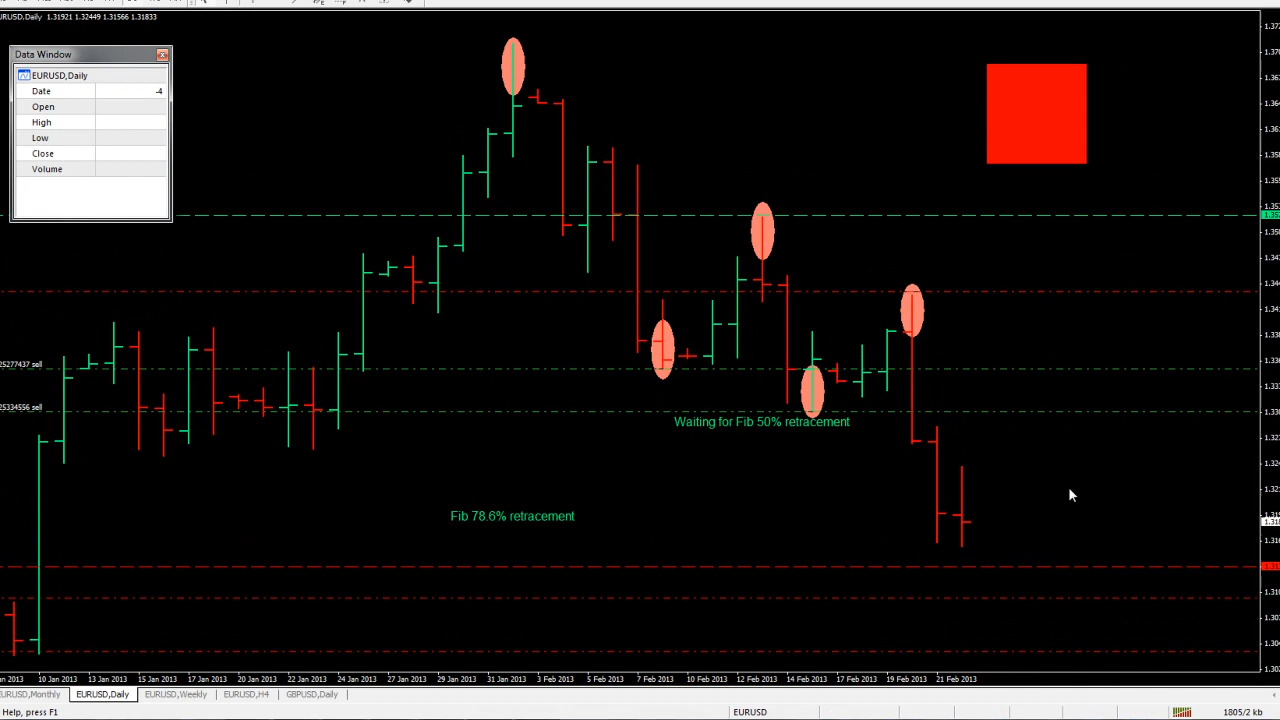 EURUSD,Daily 1.31921 1.32449 1.31566 1.31833
Data Window
EURUSD,Daily
Date -4
Open
High
Low
Close
Volume
25277437 sell
25334556 sell
Waiting for Fib 50% retracement
Fib 78.6% retracement
10 Jan 2013 13 Jan 2013 15 Jan 2013 17 Jan 2013 20 Jan 2013 22 Jan 2013 24 Jan 2013 27 Jan 2013 29 Jan 2013 31 Jan 2013 3 Feb 2013 5 Feb 2013 7 Feb 2013 10 Feb 2013 12 Feb 2013 14 Feb 2013 17 Feb 2013 19 Feb 2013 21 Feb 2013
EURUSD,Monthly EURUSD,Daily EURUSD,Weekly EURUSD,H4 GBPUSD,Daily
Help, press F1 EURUSD 1805/2 kb